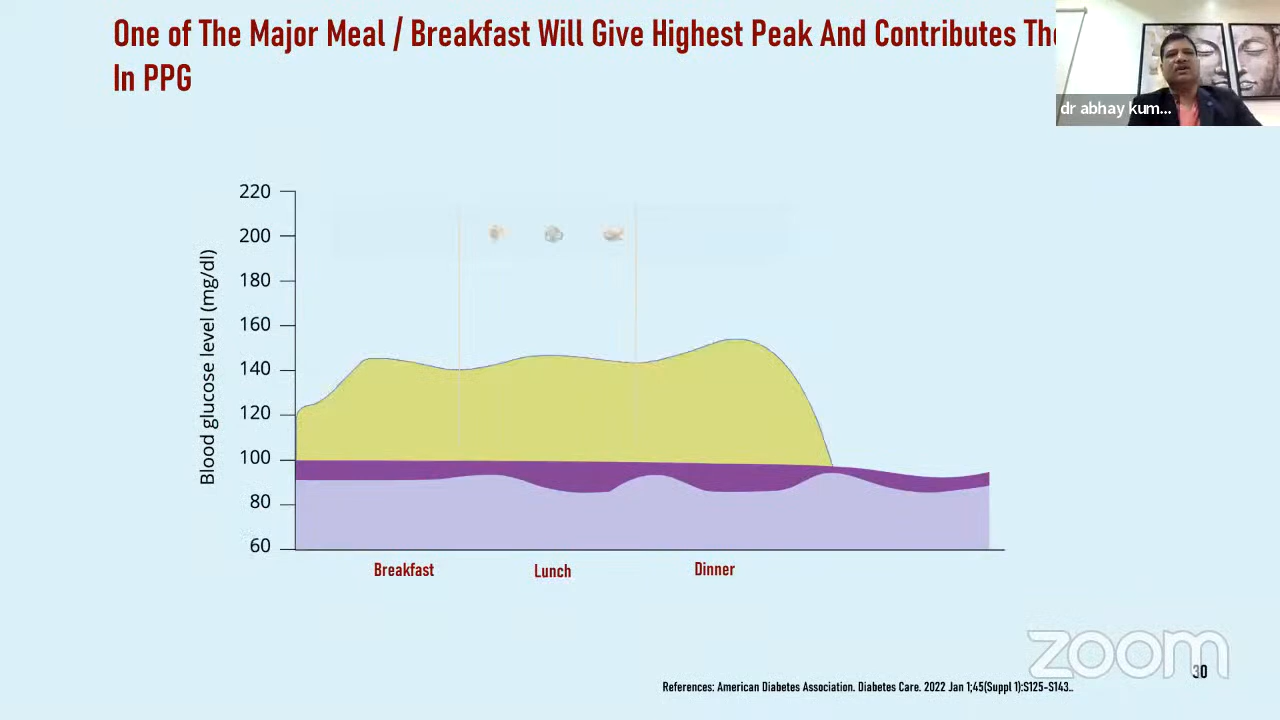 One of The Major Meal / Breakfast Will Give Highest Peak And Contributes The
In PPG
dr abhay kum...
Blood glucose level (mg/dl)
220
200
180
160
140
120
100
80
60
Breakfast
Lunch
Dinner
zoom
30
References: American Diabetes Association. Diabetes Care. 2022 Jan 1;45(Suppl 1):S125-S143..